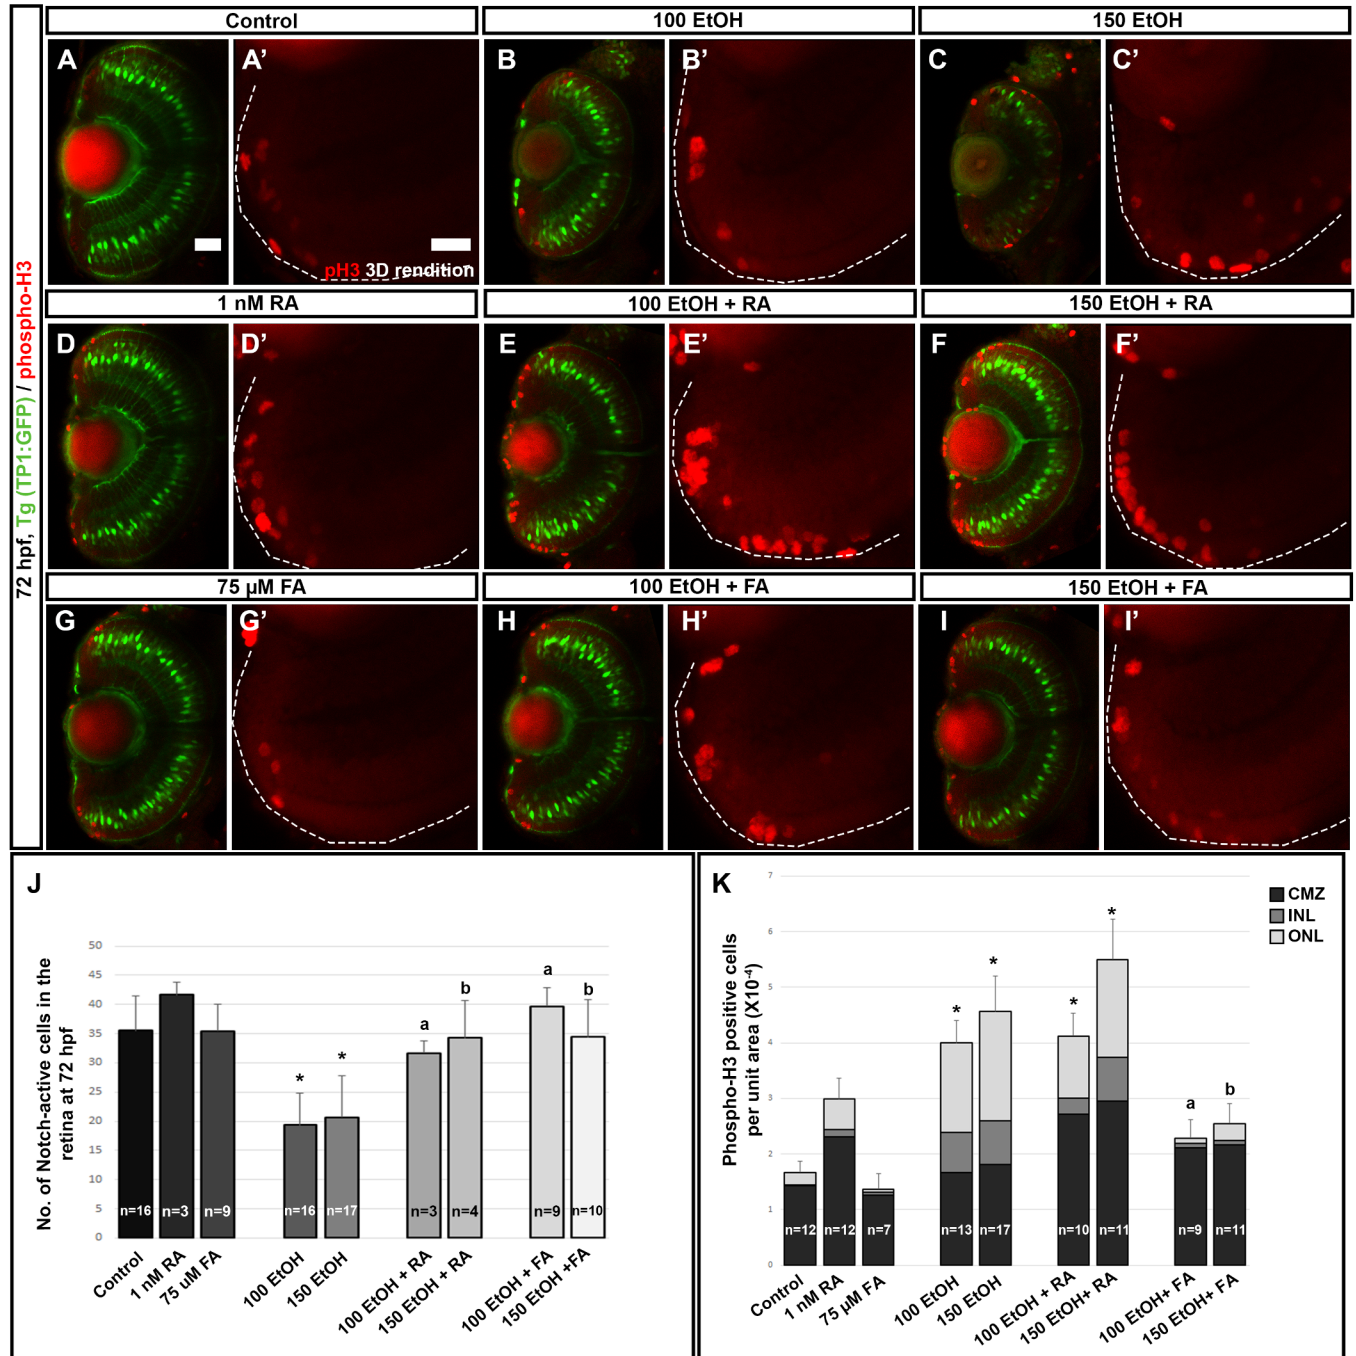 72 hpf, Tg (TP1:GFP) / phospho-H3
Control
100 EtOH
150 EtOH
A
A'
B
B'
C
C'
pH3 3D rendition
1 nM RA
100 EtOH + RA
150 EtOH + RA
D
D'
E
E'
F
F'
75 µM FA
100 EtOH + FA
150 EtOH + FA
G
G'
H
H'
I
I'
J
No. of Notch-active cells in the
retina at 72 hpf
50
45
40
35
30
25
20
15
10
5
0
*
*
a
b
a
b
n=16
n=3
n=9
n=16
n=17
n=3
n=4
n=9
n=10
Control
1 nM RA
75 uM FA
100 EtOH
150 EtOH
100 EtOH + RA
150 EtOH + RA
100 EtOH + FA
150 EtOH +FA
K
Phospho-H3 positive cells
per unit area (X10-4)
7
6
5
4
3
2
1
0
CMZ
INL
ONL
*
*
*
*
a
b
n=12
n=12
n=7
n=13
n=17
n=10
n=11
n=9
n=11
Control
1 nM RA
75 µM FA
100 EtOH
150 EtOH
100 EtOH + RA
150 EtOH+ RA
100 EtOH+ FA
150 EtOH+ FA